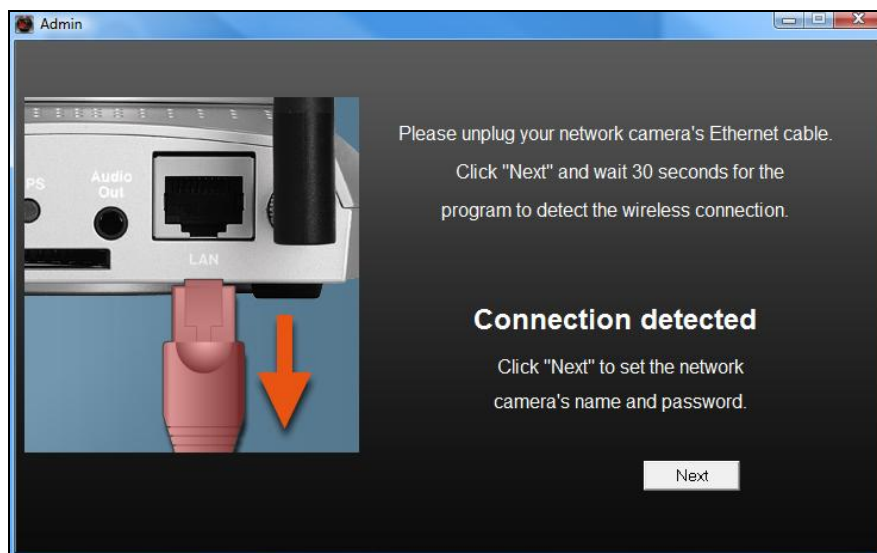 Admin
PS
Audio
Out
LAN
Please unplug your network camera's Ethernet cable.
Click "Next" and wait 30 seconds for the
program to detect the wireless connection.
Connection detected
Click "Next" to set the network
camera's name and password.
Next